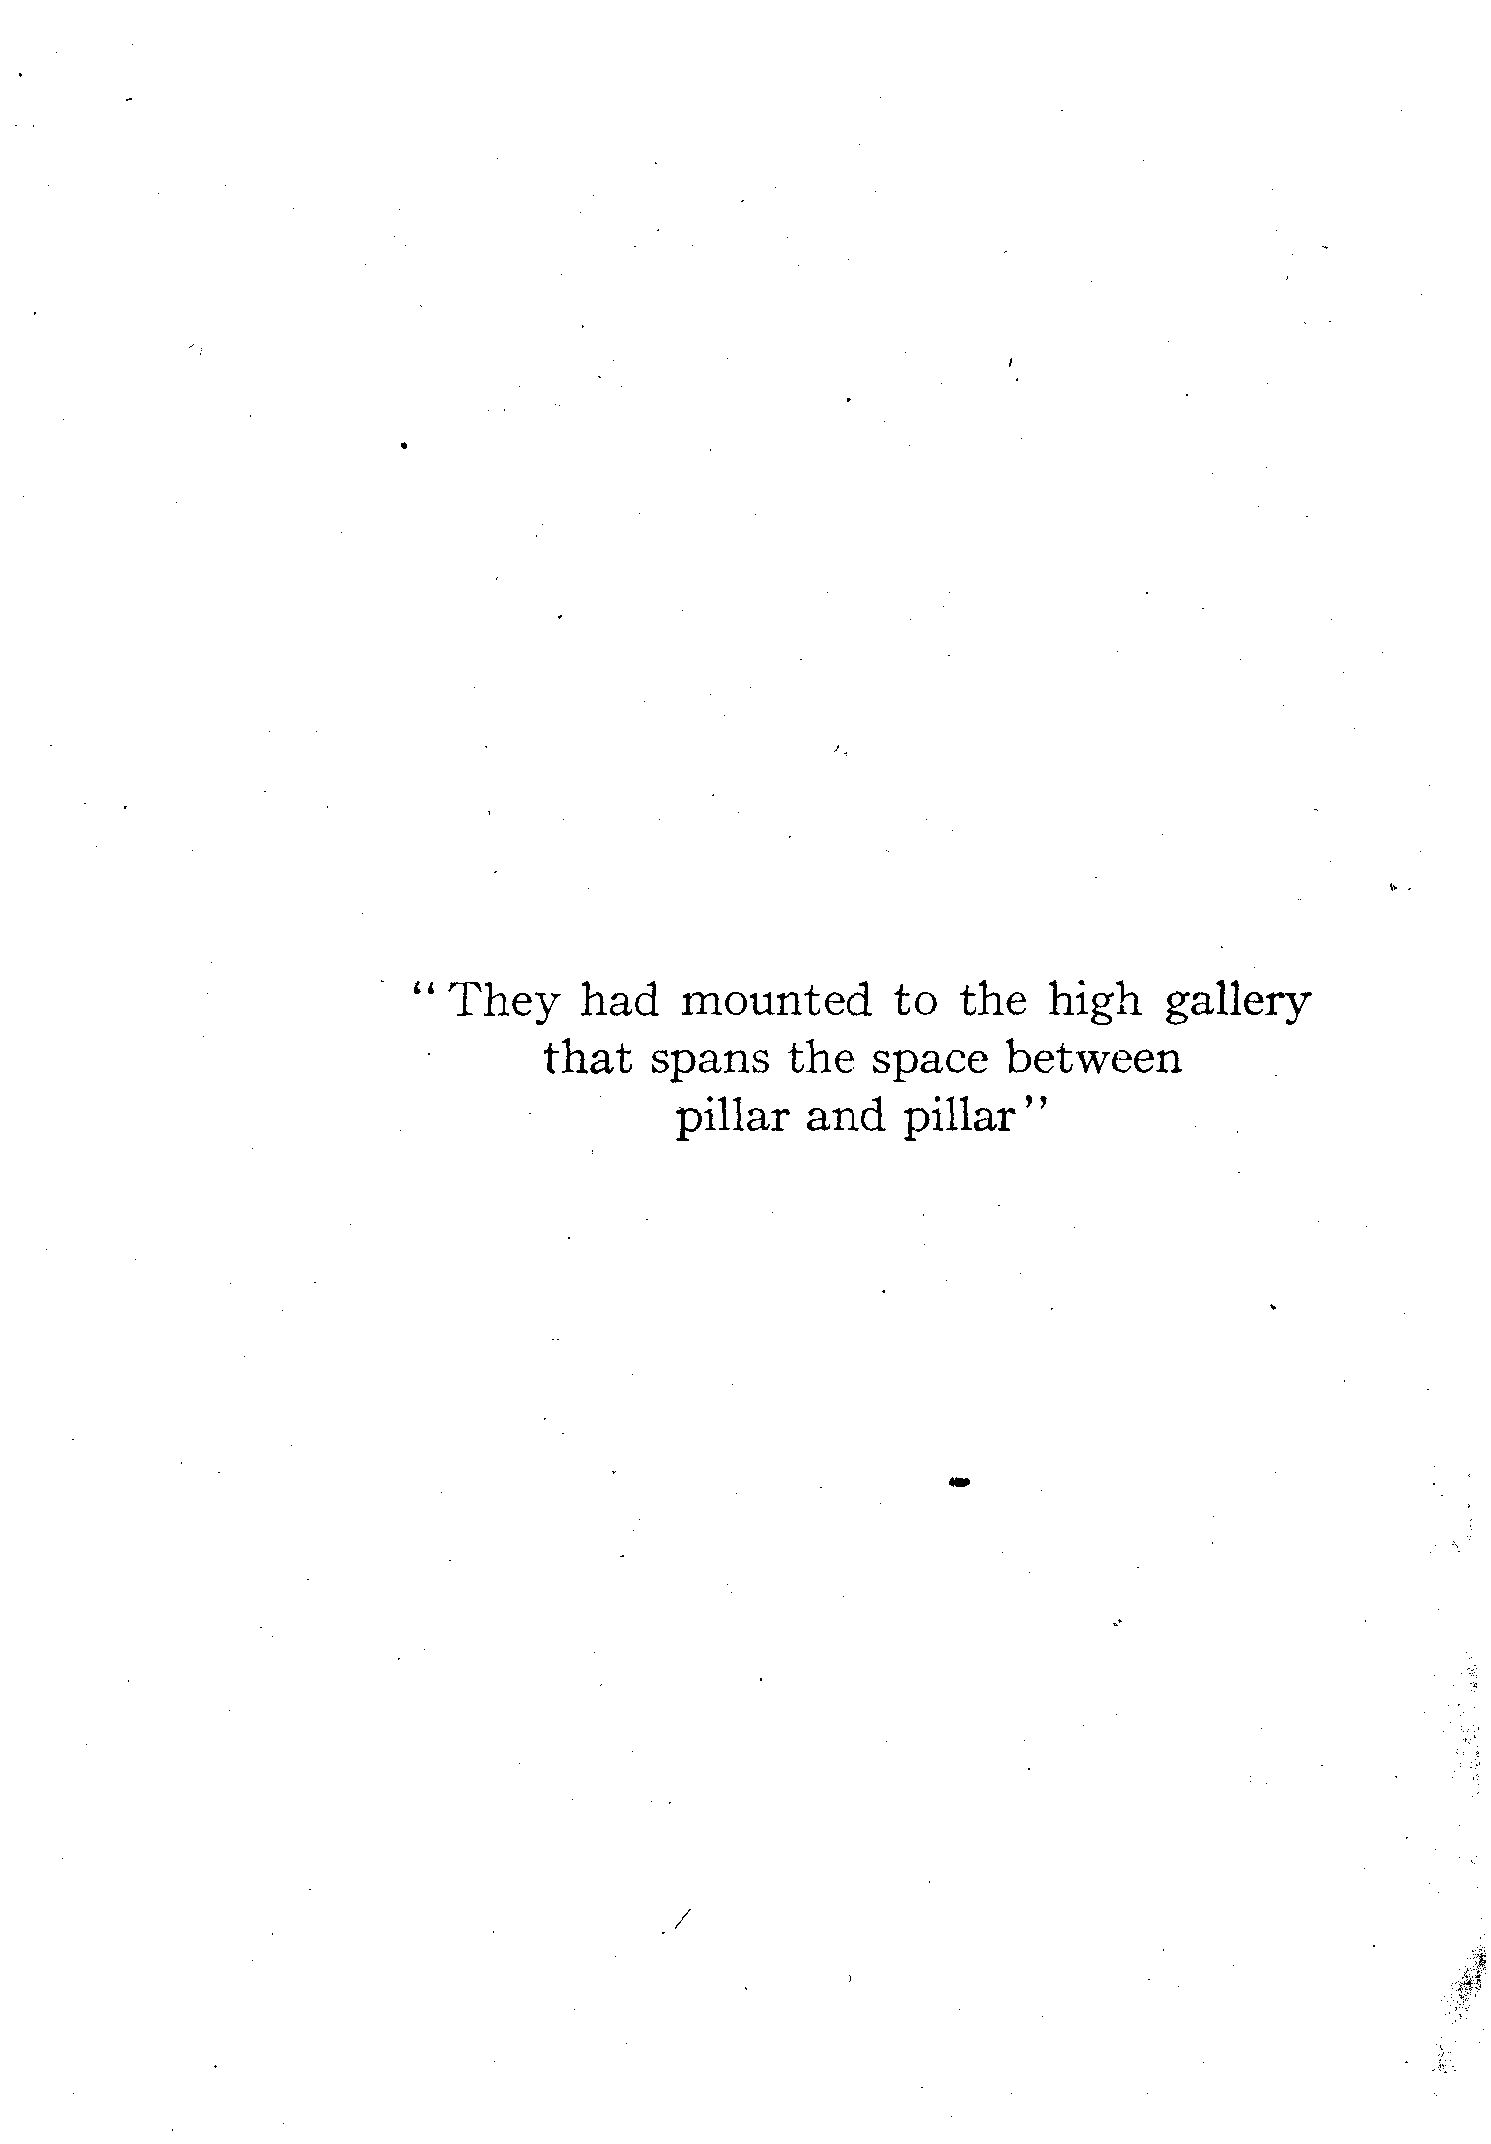 “They had mounted to the high gallery
that spans the space between
pillar and pillar”